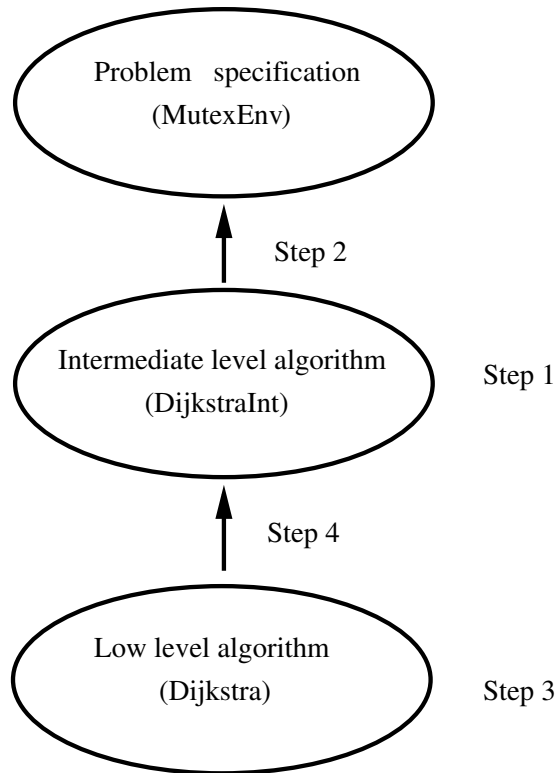 Problem specification
(MutexEnv)
Step 2
Intermediate level algorithm
(DijkstraInt)
Step 1
Step 4
Low level algorithm
(Dijkstra)
Step 3